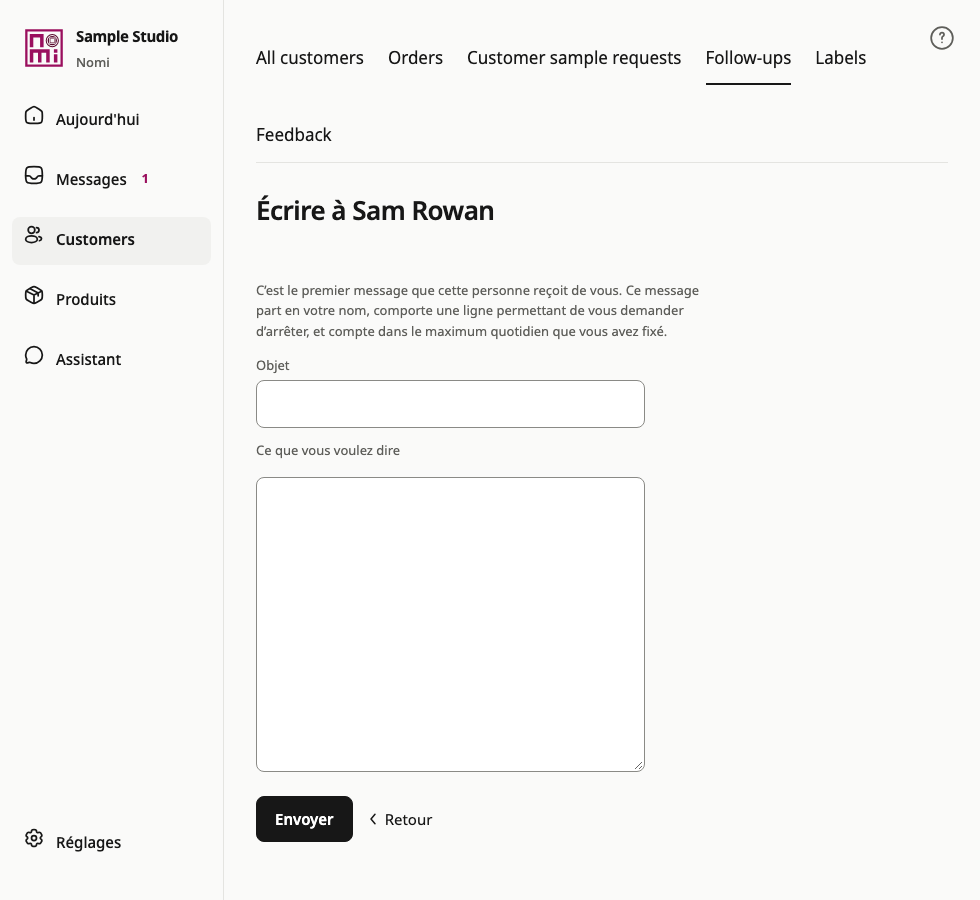 nomi
Sample Studio
Nomi
Aujourd'hui
Messages 1
Customers
Produits
Assistant
Réglages
All customers Orders Customer sample requests Follow-ups Labels
Feedback
Écrire à Sam Rowan
C’est le premier message que cette personne reçoit de vous. Ce message
part en votre nom, comporte une ligne permettant de vous demander
d’arrêter, et compte dans le maximum quotidien que vous avez fixé.
Objet
Ce que vous voulez dire
Envoyer
Retour